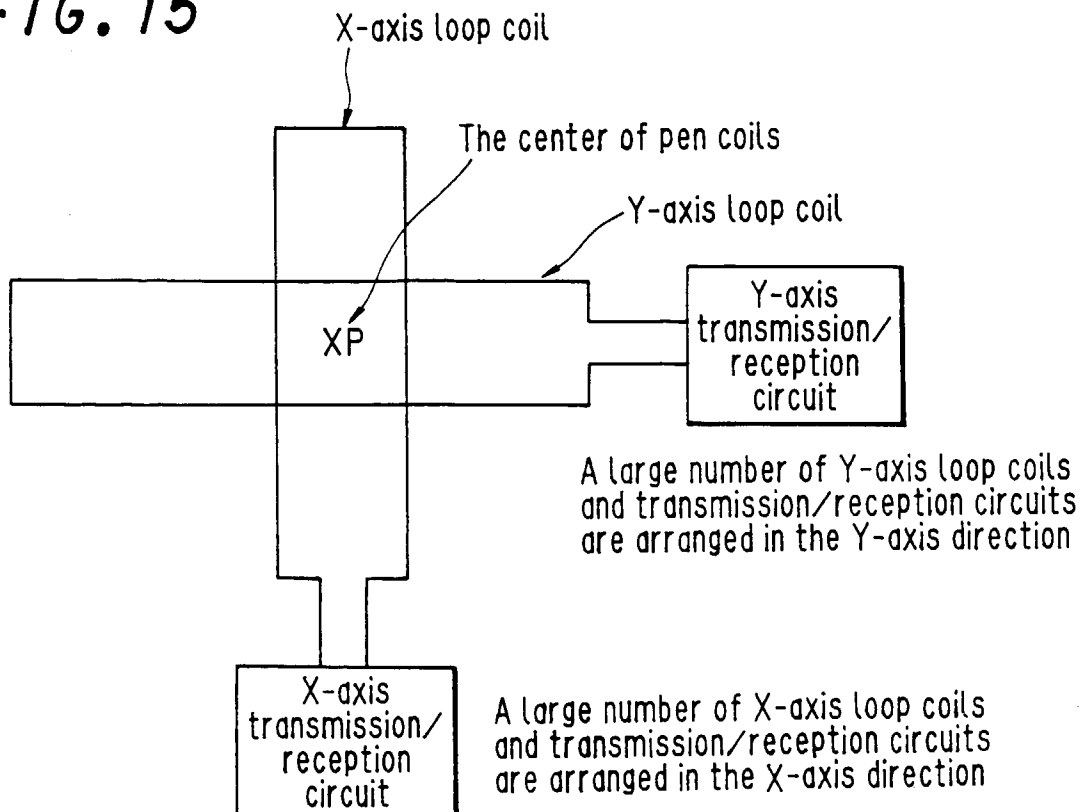 FIG. 15
X-axis loop coil
The center of pen coils
Y-axis loop coil
XP
Y-axis
transmission/
reception
circuit
A large number of Y-axis loop coils
and transmission/reception circuits
are arranged in the Y-axis direction
X-axis
transmission/
reception
circuit
A large number of X-axis loop coils
and transmission/reception circuits
are arranged in the X-axis direction